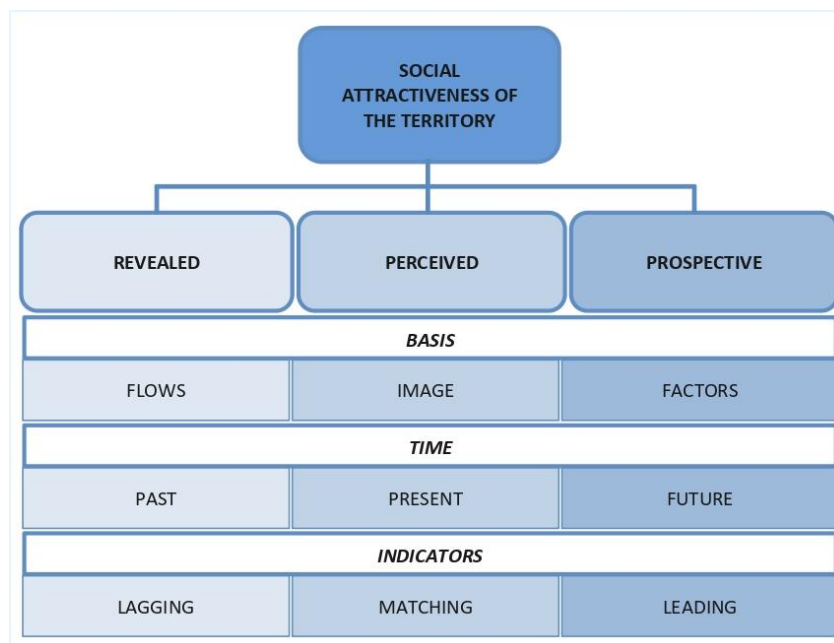 SOCIAL
ATTRACTIVENESS OF
THE TERRITORY
REVEALED
PERCEIVED
PROSPECTIVE
BASIS
FLOWS
IMAGE
FACTORS
TIME
PAST
PRESENT
FUTURE
INDICATORS
LAGGING
MATCHING
LEADING